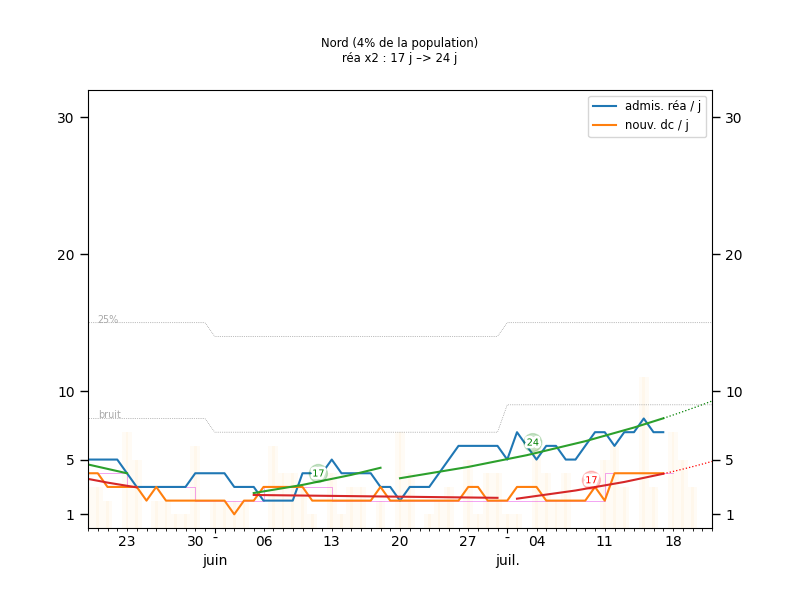 Nord (4% de la population)
réa x2 : 17 j –> 24 j
admis. réa / j
nouv. dc / j
30 30
20 20
25%
10 10
bruit
24
17
17
5 5
1 1
23 30 - 06 13 20 27 - 04 11 18
juin juil.